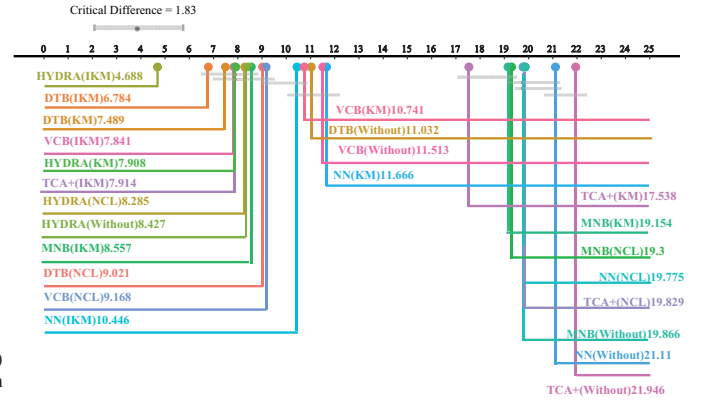 Critical Difference = 1.83
0 1 2 3 4 5 6 7 8 9 10 11 12 13 14 15 16 17 18 19 20 21 22 23 24 25
HYDRA(IKM)4.688
DTB(IKM)6.784
DTB(KM)7.489
VCB(IKM)7.841
HYDRA(KM)7.908
TCA+(IKM)7.914
HYDRA(NCL)8.285
HYDRA(Without)8.427
MNB(IKM)8.557
DTB(NCL)9.021
VCB(NCL)9.168
NN(IKM)10.446
VCB(KM)10.741
DTB(Without)11.032
VCB(Without)11.513
NN(KM)11.666
TCA+(KM)17.538
MNB(KM)19.154
MNB(NCL)19.3
NN(NCL)19.775
TCA+(NCL)19.829
MNB(Without)19.866
NN(Without)21.11
TCA+(Without)21.946